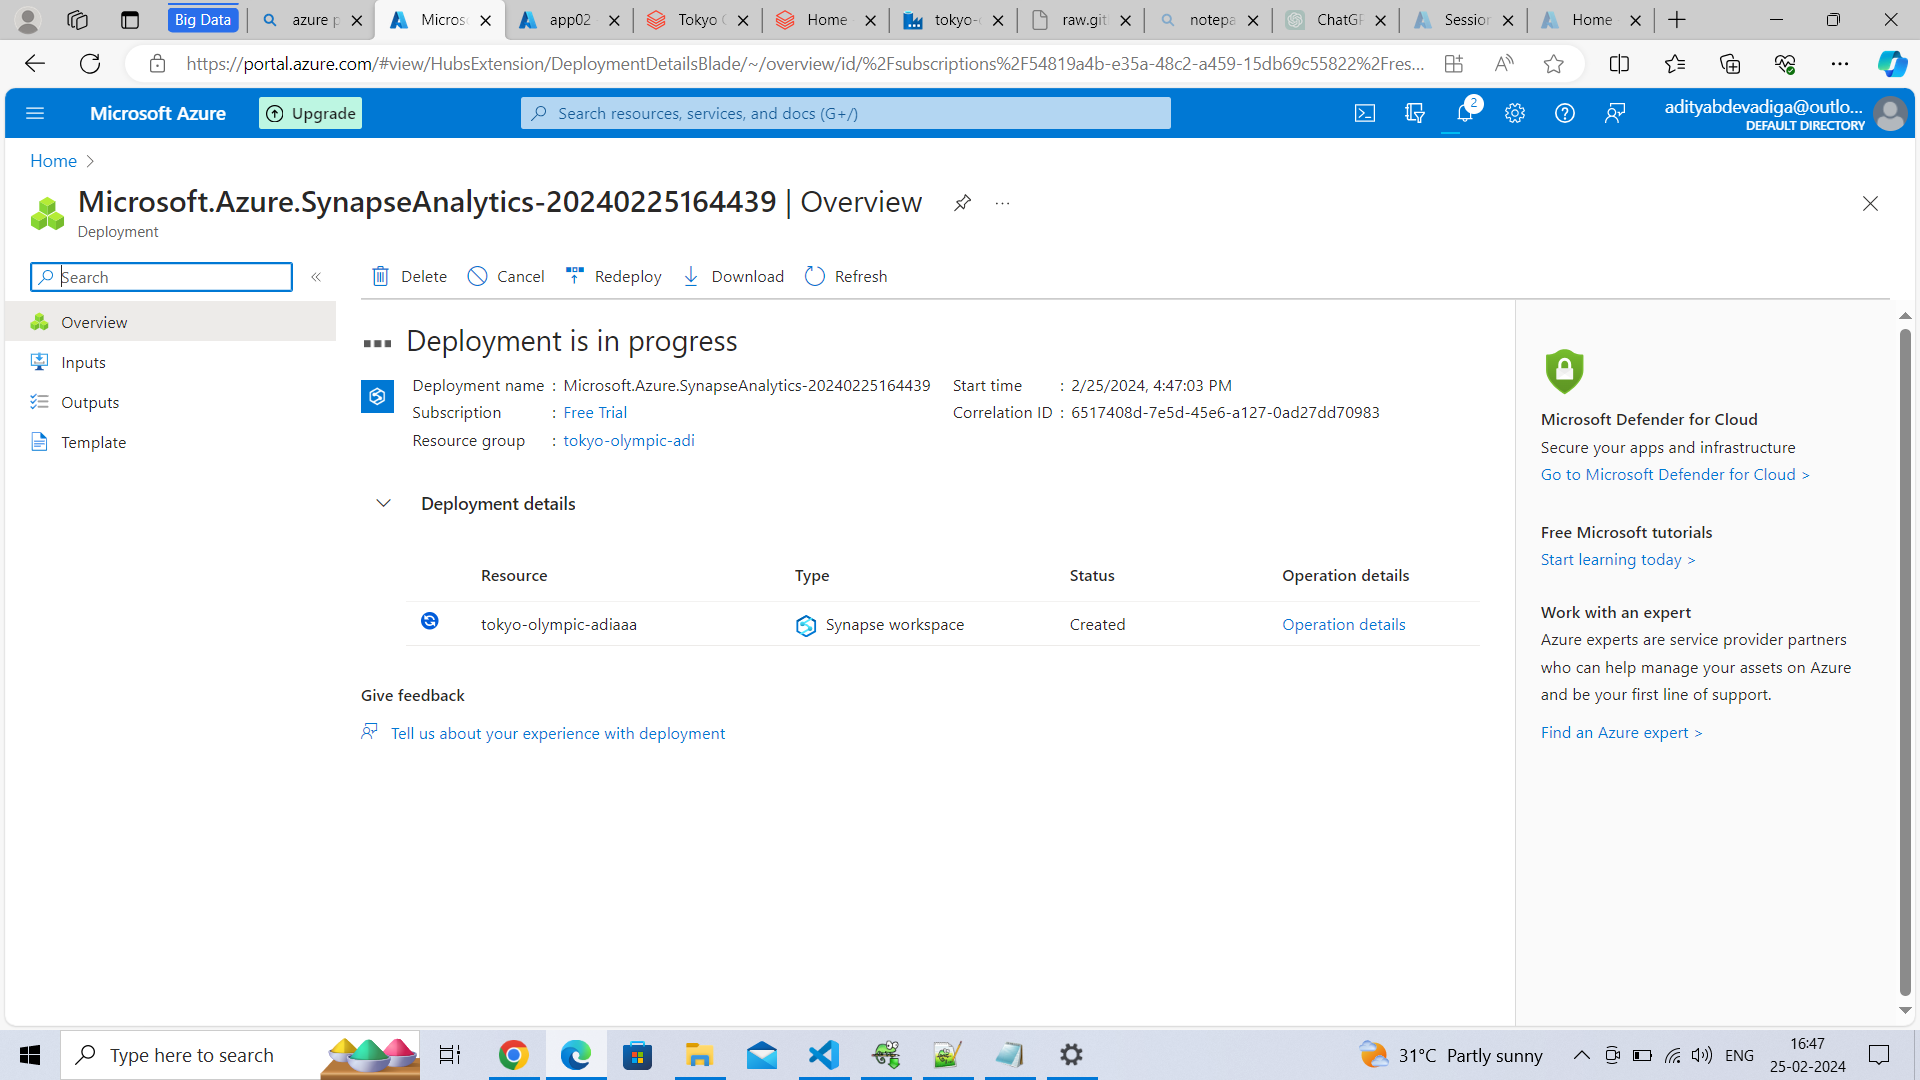 Big Data
azure p
Micros
app02
Tokyo
Home
tokyo-
raw.git
notepa
ChatGP
Session
Home
https://portal.azure.com/#view/HubsExtension/DeploymentDetailsBlade/~/overview/id/%2Fsubscriptions%2F54819a4b-e35a-48c2-a459-15db69c55822%2Fres...
Microsoft Azure
Upgrade
Search resources, services, and docs (G+/)
2
adityabdevadiga@outlo...
DEFAULT DIRECTORY
Home
Microsoft.Azure.SynapseAnalytics-20240225164439 | Overview
Deployment
Search
Delete
Cancel
Redeploy
Download
Refresh
Overview
Inputs
Outputs
Template
Deployment is in progress
Deployment name : Microsoft.Azure.SynapseAnalytics-20240225164439
Subscription : Free Trial
Resource group : tokyo-olympic-adi
Start time : 2/25/2024, 4:47:03 PM
Correlation ID : 6517408d-7e5d-45e6-a127-0ad27dd70983
Deployment details
Resource Type Status Operation details
tokyo-olympic-adiaaa Synapse workspace Created Operation details
Give feedback
Tell us about your experience with deployment
Microsoft Defender for Cloud
Secure your apps and infrastructure
Go to Microsoft Defender for Cloud >
Free Microsoft tutorials
Start learning today >
Work with an expert
Azure experts are service provider partners
who can help manage your assets on Azure
and be your first line of support.
Find an Azure expert >
Type here to search
31°C Partly sunny
ENG
16:47
25-02-2024